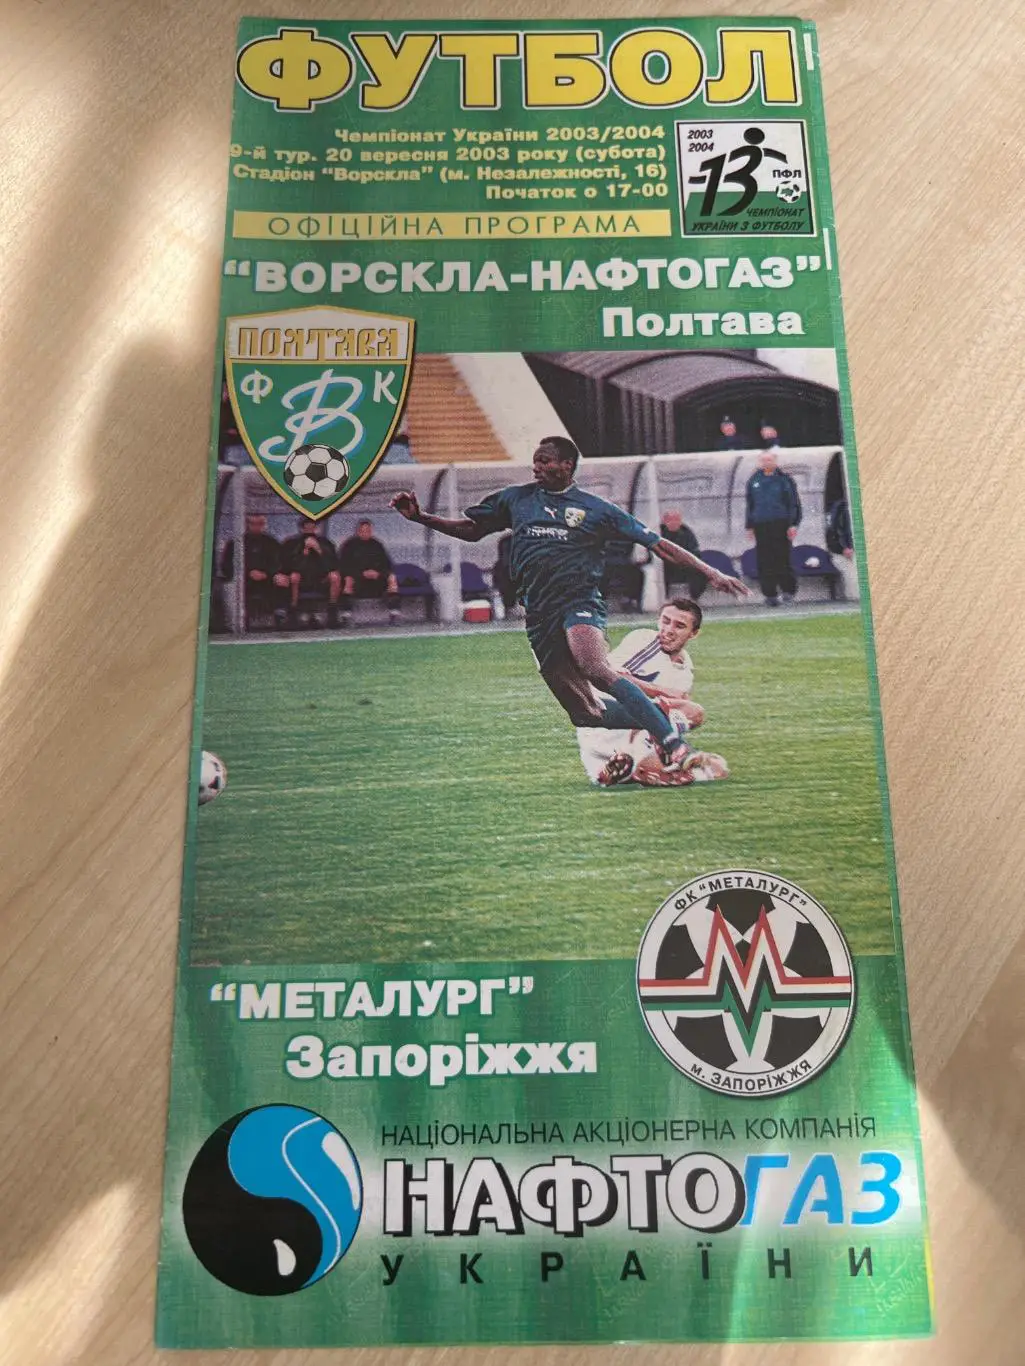 ФУТБОЛ
Чемпіонат України 2003/2004
9-й тур. 20 вересня 2003 року (субота)
Стадіон "Ворскла" (м. Незалежності, 16)
Початок о 17-00
2003
2004
13
ПФЛ
ЧЕМПІОНАТ
УКРАЇНИ З ФУТБОЛУ
ОФІЦІЙНА ПРОГРАМА
"ВОРСКЛА-НАФТОГАЗ"
Полтава
ПОЛТАВА
Ф В К
ФК "МЕТАЛУРГ"
М
м. ЗАПОРІЖЖЯ
"МЕТАЛУРГ"
Запоріжжя
НАЦІОНАЛЬНА АКЦІОНЕРНА КОМПАНІЯ
НАФТОГАЗ
УКРАЇНИ